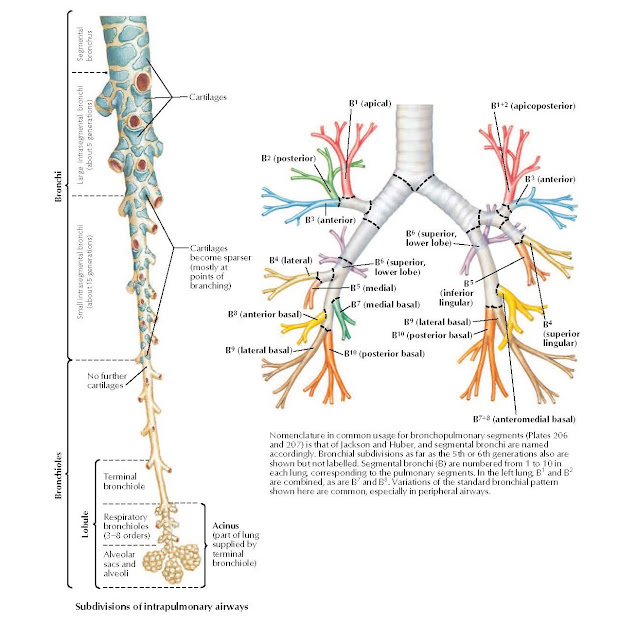 Bronchi
Bronchioles
Segmental
bronchus
Large intrasegmental bronchi
(about 5 generations)
Small intrasegmental bronchi
(about 15 generations)
Cartilages
Cartilages
become sparser
(mostly at
points of
branching)
No further
cartilages
Lobule
Terminal
bronchiole
Respiratory
bronchioles
(3–8 orders)
Alveolar
sacs and
alveoli
Acinus
(part of lung
supplied by
terminal
bronchiole)
Subdivisions of intrapulmonary airways
B1 (apical)
B2 (posterior)
B3 (anterior)
B4 (lateral)
B5 (medial)
B6 (superior,
lower lobe)
B7 (medial basal)
B8 (anterior basal)
B9 (lateral basal)
B10 (posterior basal)
B1+2 (apicoposterior)
B3 (anterior)
B6 (superior,
lower lobe)
B5
(inferior
lingular)
B4
(superior
lingular)
B9 (lateral basal)
B10 (posterior basal)
B7+8 (anteromedial basal)
Nomenclature in common usage for bronchopulmonary segments (Plates 206
and 207) is that of Jackson and Huber, and segmental bronchi are named
accordingly. Bronchial subdivisions as far as the 5th or 6th generations also are
shown but not labelled. Segmental bronchi (B) are numbered from 1 to 10 in
each lung, corresponding to the pulmonary segments. In the left lung, B1 and B2
are combined, as are B7 and B8. Variations of the standard bronchial pattern
shown here are common, especially in peripheral airways.